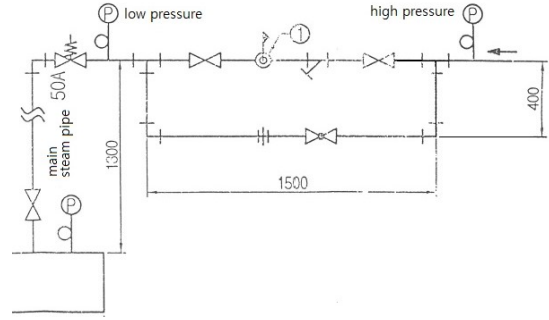 P low pressure
high pressure P
1
50A
main
steam pipe
1300
400
1500
P